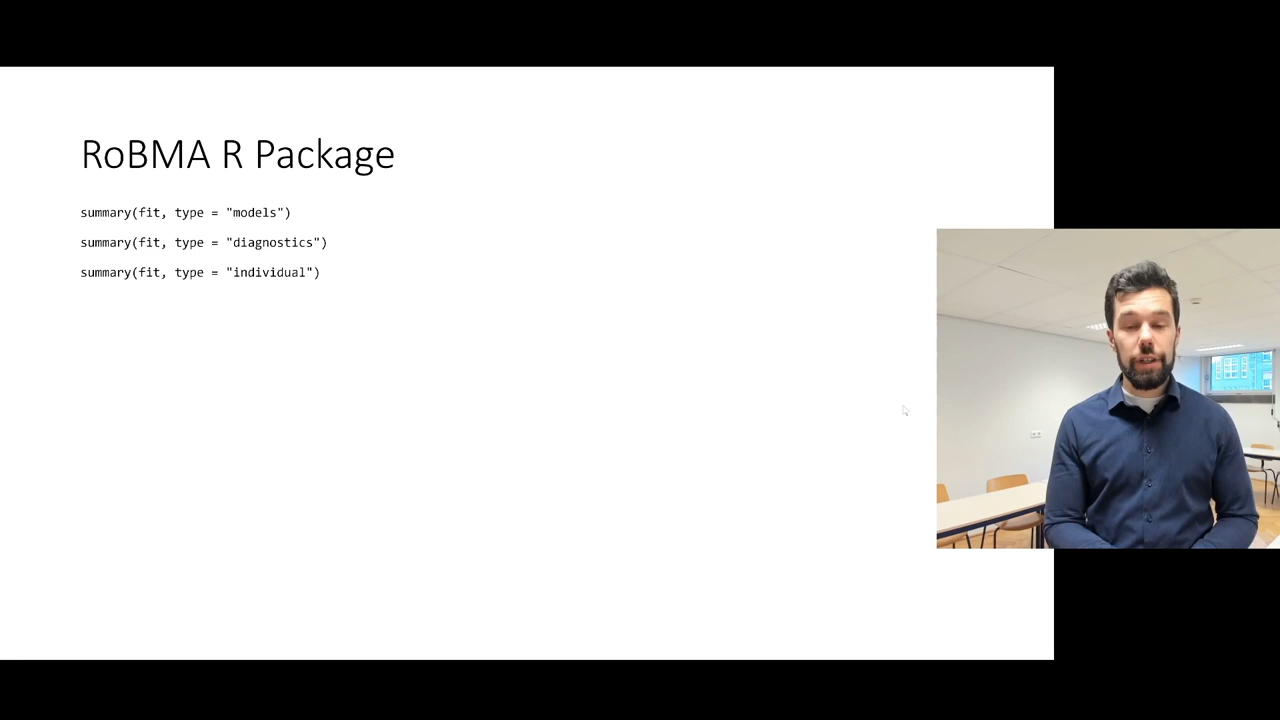 RoBMA R Package
summary(fit, type = "models")
summary(fit, type = "diagnostics")
summary(fit, type = "individual")